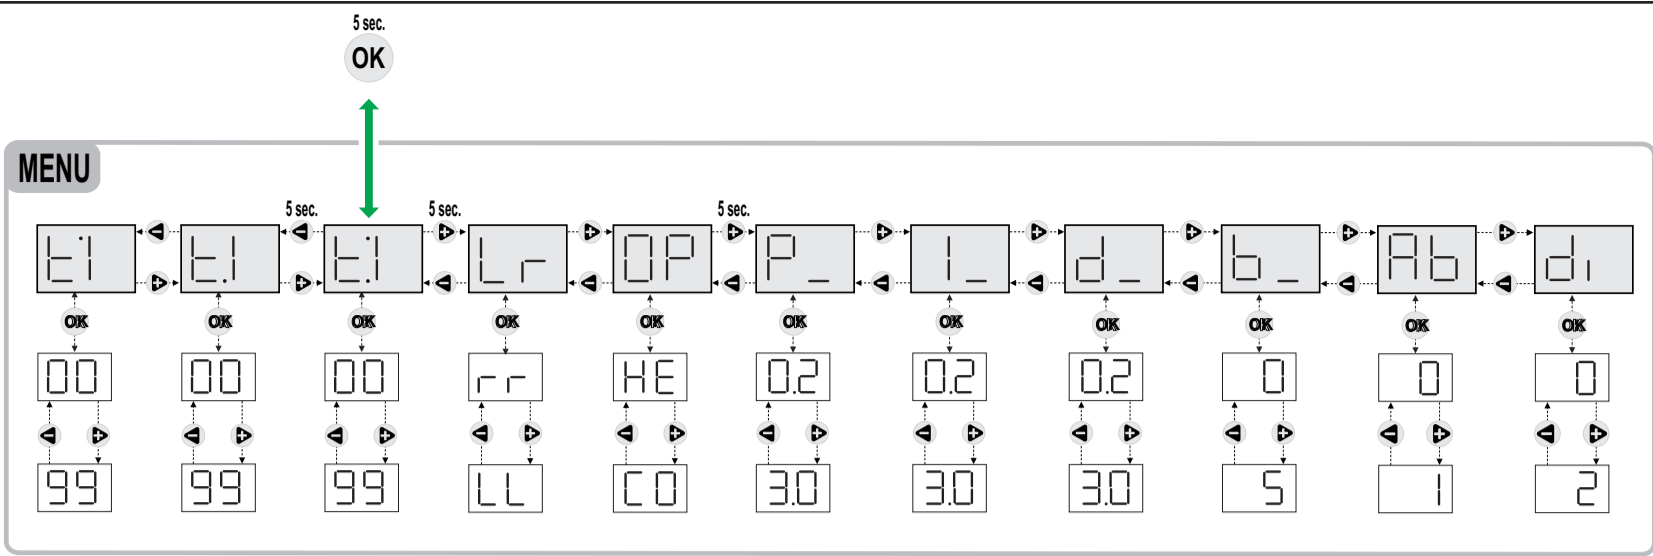 5 sec.
OK
MENU
5 sec. 5 sec. 5 sec.
t˙1 t.1 t:1 Lr OP P_ I_ d_ b_ Ab di
- - - + + + + + + + +
+ + + - - - - - - - -
OK OK OK OK OK OK OK OK OK OK OK
00 00 00 rr HE 0.2 0.2 0.2 0 0 0
- + - + - + - + - + - + - + - + - + - + - +
99 99 99 LL CO 3.0 3.0 3.0 5 1 2